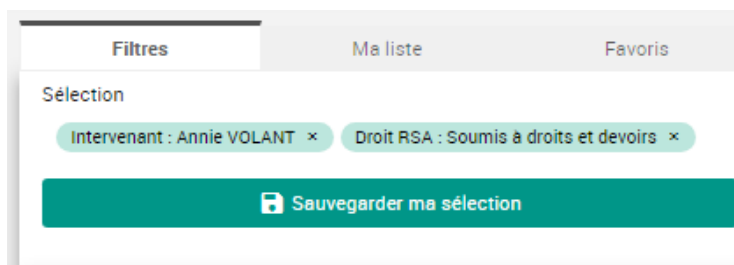 Filtres Ma liste Favoris
Sélection
Intervenant : Annie VOLANT × Droit RSA : Soumis à droits et devoirs ×
Sauvegarder ma sélection